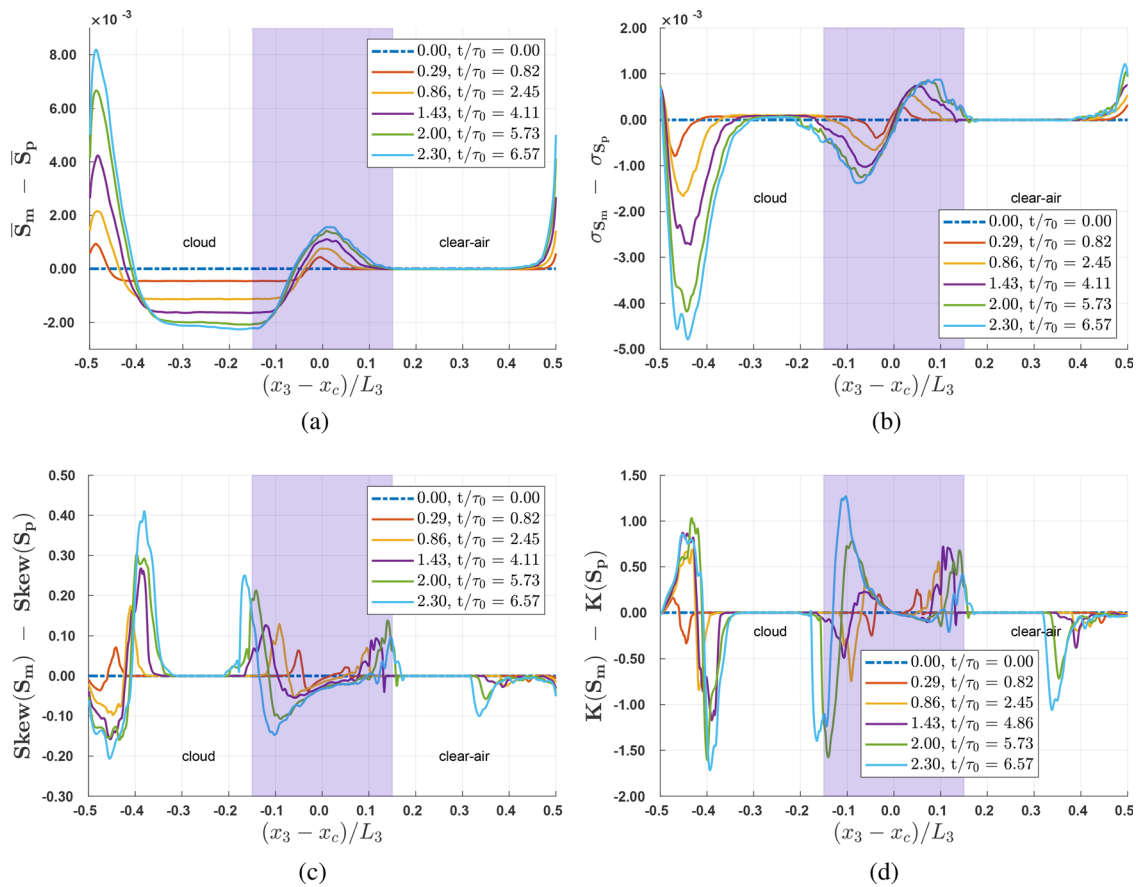 ×10 -3
8.00
6.00
4.00
2.00
0.00
-2.00
S̅m − S̅p
0.00, t/τ0 = 0.00
0.29, t/τ0 = 0.82
0.86, t/τ0 = 2.45
1.43, t/τ0 = 4.11
2.00, t/τ0 = 5.73
2.30, t/τ0 = 6.57
cloud
clear-air
-0.5 -0.4 -0.3 -0.2 -0.1 0.0 0.1 0.2 0.3 0.4 0.5
(x3 − xc)/L3
(a)
×10 -3
2.00
1.00
0.00
-1.00
-2.00
-3.00
-4.00
-5.00
σSm − σSp
cloud
clear-air
0.00, t/τ0 = 0.00
0.29, t/τ0 = 0.82
0.86, t/τ0 = 2.45
1.43, t/τ0 = 4.11
2.00, t/τ0 = 5.73
2.30, t/τ0 = 6.57
-0.5 -0.4 -0.3 -0.2 -0.1 0.0 0.1 0.2 0.3 0.4 0.5
(x3 − xc)/L3
(b)
0.50
0.40
0.30
0.20
0.10
0.00
-0.10
-0.20
-0.30
Skew(Sm) − Skew(Sp)
0.00, t/τ0 = 0.00
0.29, t/τ0 = 0.82
0.86, t/τ0 = 2.45
1.43, t/τ0 = 4.11
2.00, t/τ0 = 5.73
2.30, t/τ0 = 6.57
cloud
clear-air
-0.5 -0.4 -0.3 -0.2 -0.1 0.0 0.1 0.2 0.3 0.4 0.5
(x3 − xc)/L3
(c)
1.50
1.00
0.50
0.00
-0.50
-1.00
-1.50
-2.00
K(Sm) − K(Sp)
cloud
clear-air
0.00, t/τ0 = 0.00
0.29, t/τ0 = 0.82
0.86, t/τ0 = 2.45
1.43, t/τ0 = 4.86
2.00, t/τ0 = 5.73
2.30, t/τ0 = 6.57
-0.5 -0.4 -0.3 -0.2 -0.1 0.0 0.1 0.2 0.3 0.4 0.5
(x3 − xc)/L3
(d)